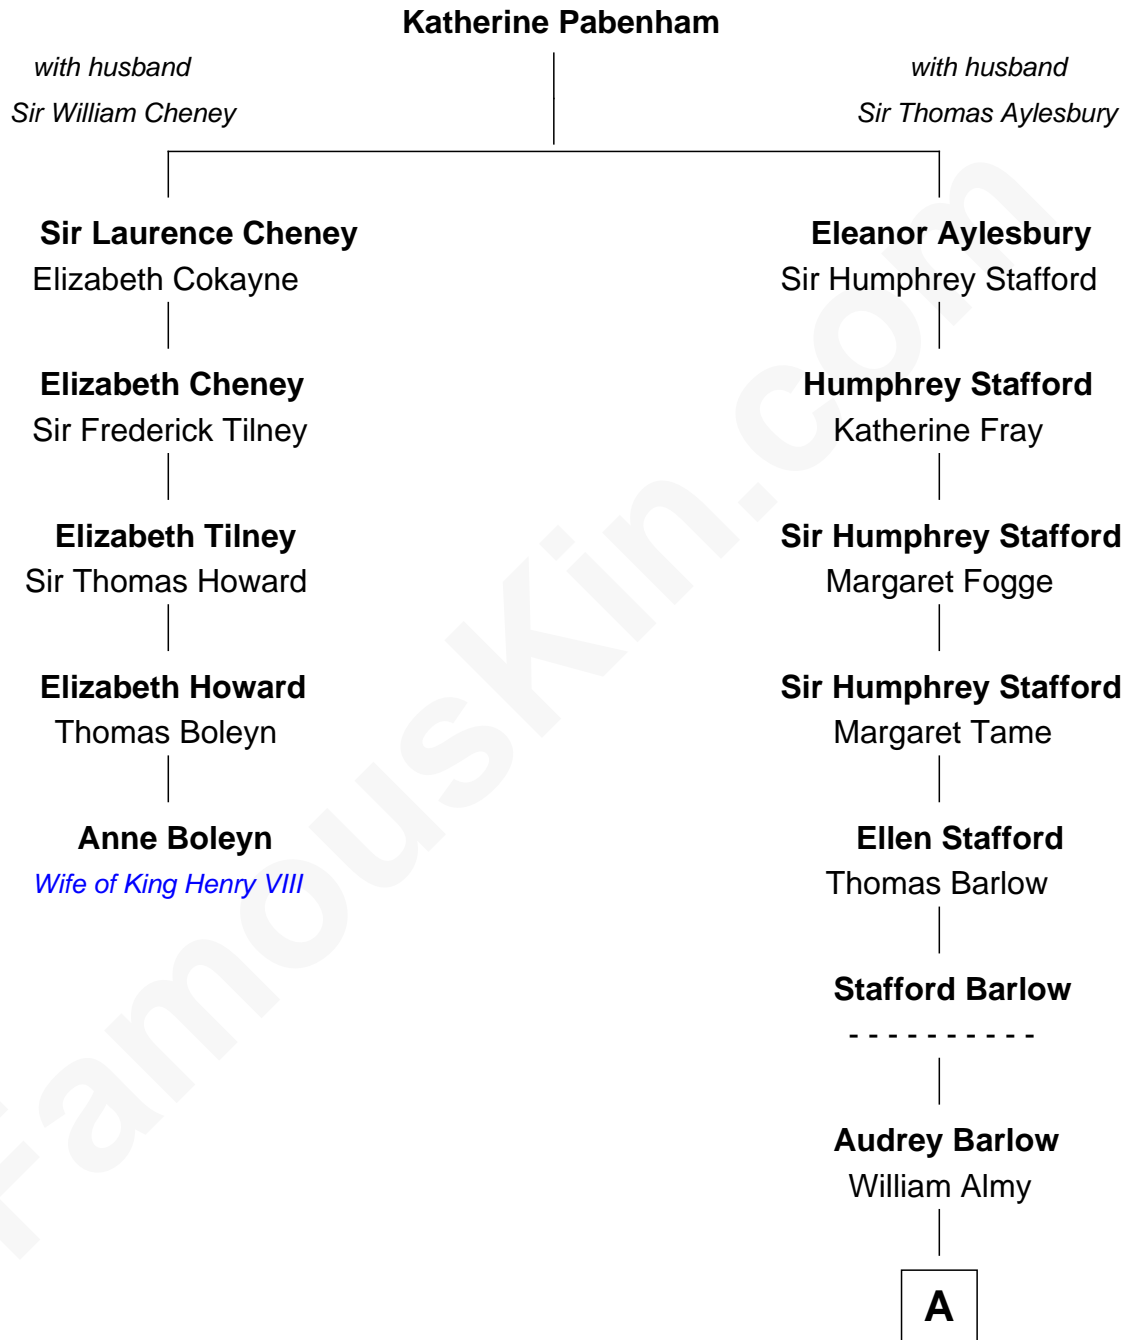 Katherine Pabenham
with husband
Sir William Cheney
with husband
Sir Thomas Aylesbury
Sir Laurence Cheney
Elizabeth Cokayne
Eleanor Aylesbury
Sir Humphrey Stafford
Elizabeth Cheney
Sir Frederick Tilney
Humphrey Stafford
Katherine Fray
Elizabeth Tilney
Sir Thomas Howard
Sir Humphrey Stafford
Margaret Fogge
Elizabeth Howard
Thomas Boleyn
Sir Humphrey Stafford
Margaret Tame
Anne Boleyn
Wife of King Henry VIII
Ellen Stafford
Thomas Barlow
Stafford Barlow
- - - - - - - - - -
Audrey Barlow
William Almy
A
FamousKin.com